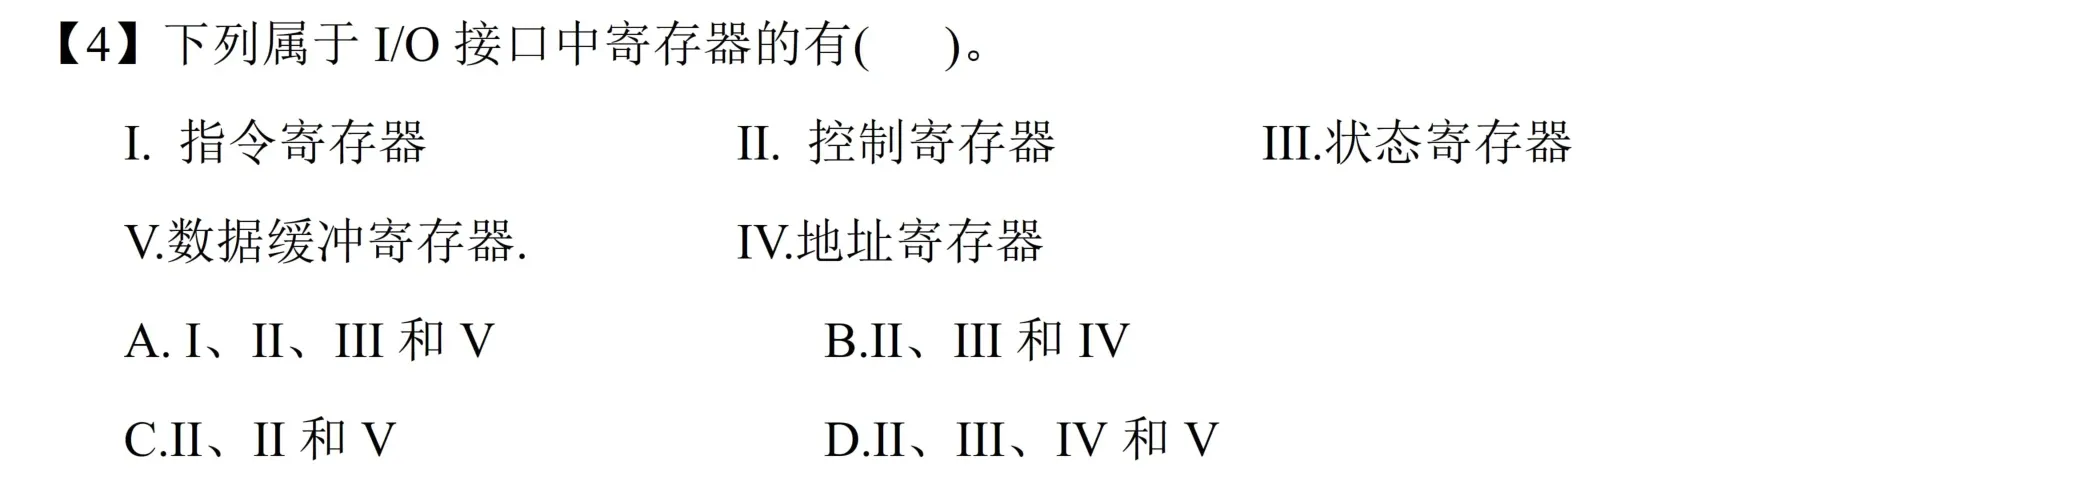 【4】下列属于 I/O 接口中寄存器的有(    )。
I. 指令寄存器 II. 控制寄存器 III.状态寄存器
V.数据缓冲寄存器. IV.地址寄存器
A. I、II、III 和 V B.II、III 和 IV
C.II、II 和 V D.II、III、IV 和 V